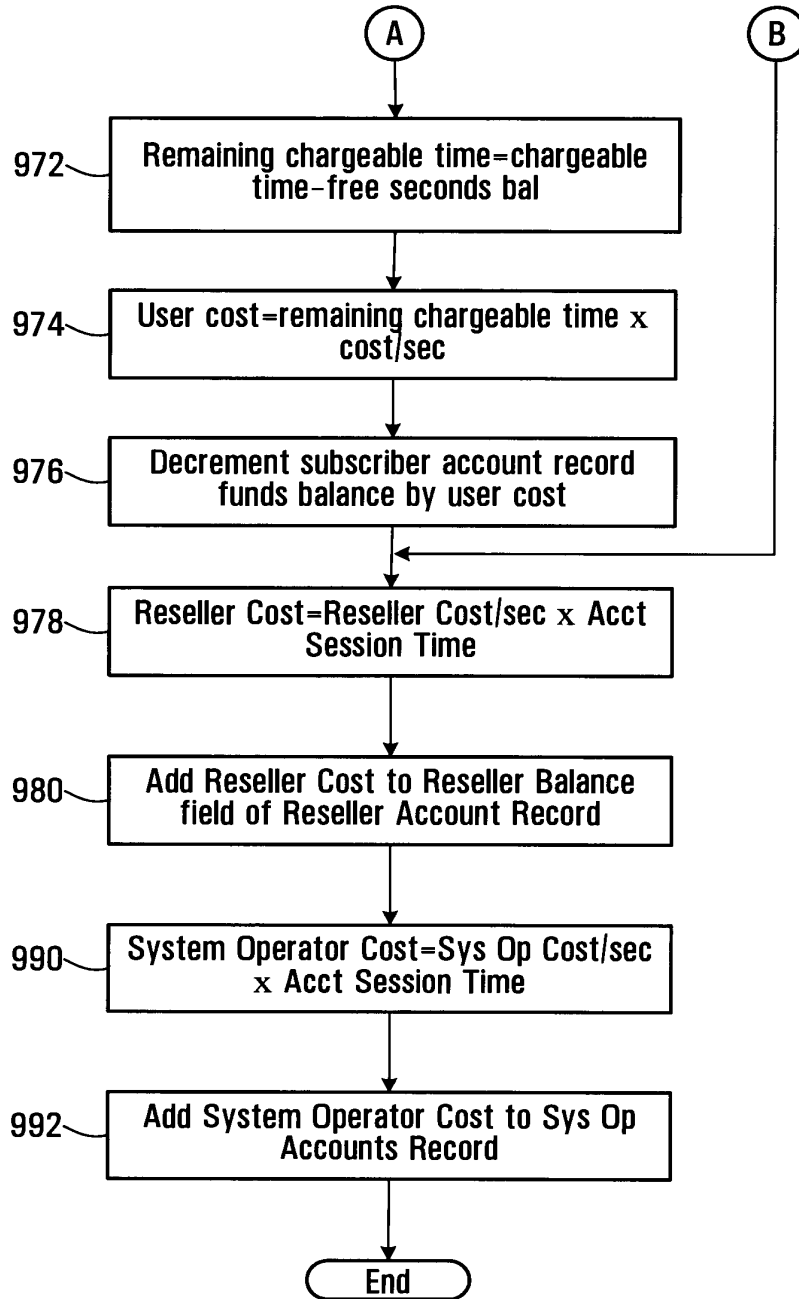 A
B
972
Remaining chargeable time=chargeable
time-free seconds bal
974
User cost=remaining chargeable time x
cost/sec
976
Decrement subscriber account record
funds balance by user cost
978
Reseller Cost=Reseller Cost/sec x Acct
Session Time
980
Add Reseller Cost to Reseller Balance
field of Reseller Account Record
990
System Operator Cost=Sys Op Cost/sec
x Acct Session Time
992
Add System Operator Cost to Sys Op
Accounts Record
End